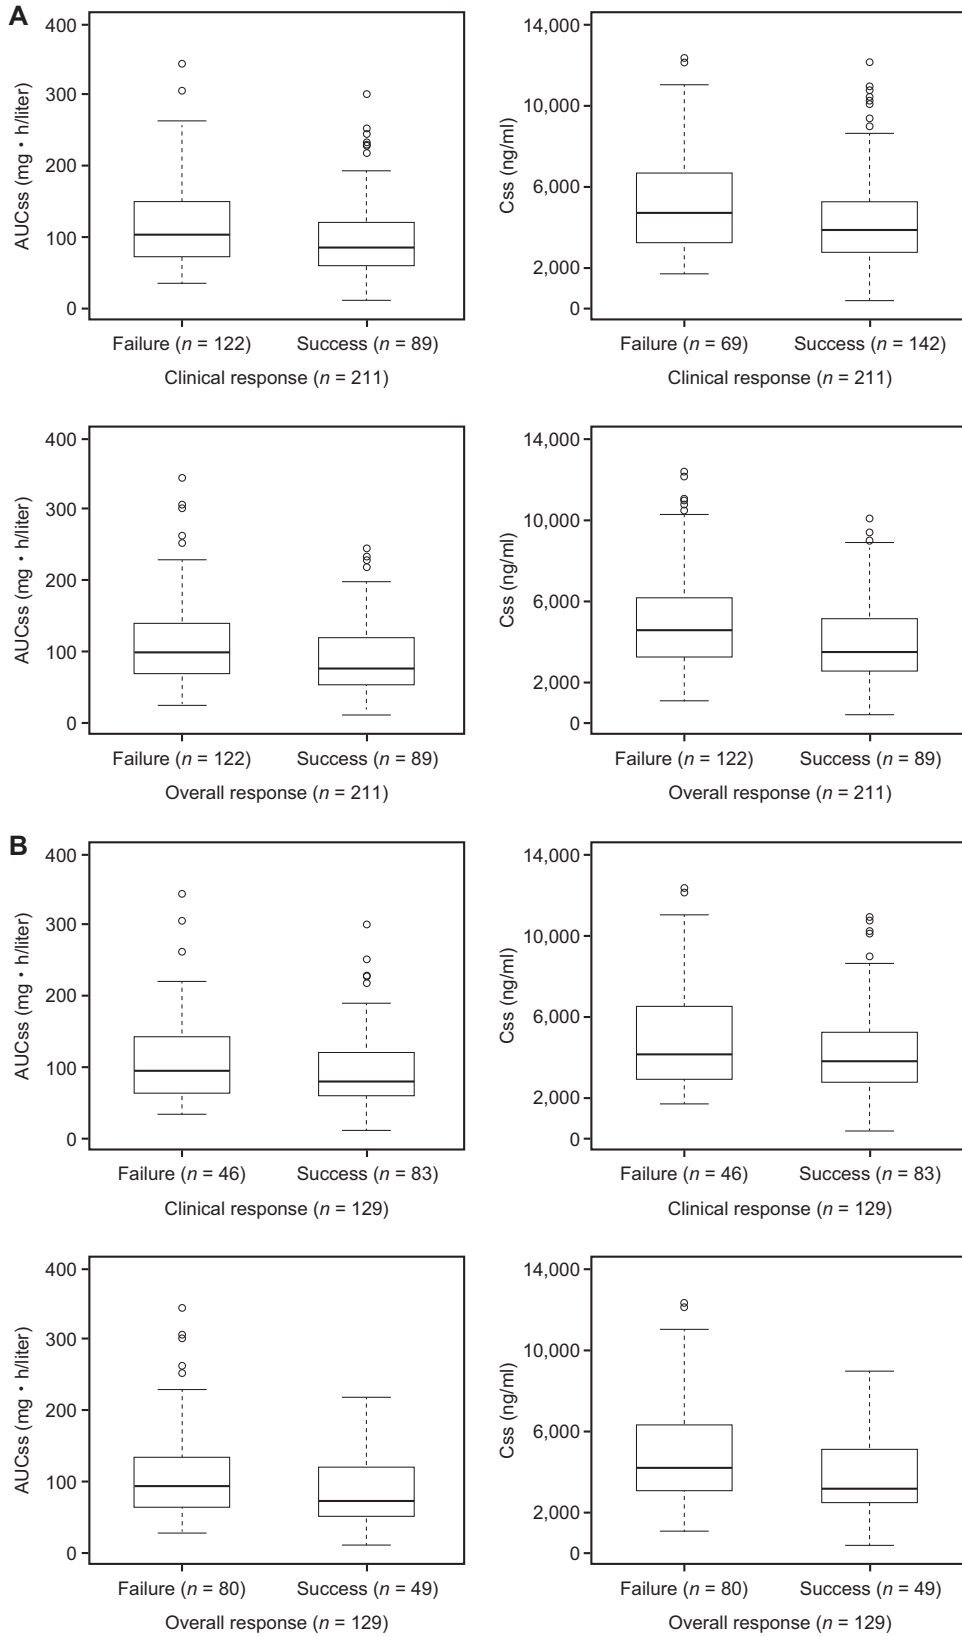 A
AUCss (mg • h/liter)
400
300
200
100
0
Failure (n = 122) Success (n = 89)
Clinical response (n = 211)
Css (ng/ml)
14,000
10,000
6,000
2,000
0
Failure (n = 69) Success (n = 142)
Clinical response (n = 211)
AUCss (mg • h/liter)
400
300
200
100
0
Failure (n = 122) Success (n = 89)
Overall response (n = 211)
Css (ng/ml)
14,000
10,000
6,000
2,000
0
Failure (n = 122) Success (n = 89)
Overall response (n = 211)
B
AUCss (mg • h/liter)
400
300
200
100
0
Failure (n = 46) Success (n = 83)
Clinical response (n = 129)
Css (ng/ml)
14,000
10,000
6,000
2,000
0
Failure (n = 46) Success (n = 83)
Clinical response (n = 129)
AUCss (mg • h/liter)
400
300
200
100
0
Failure (n = 80) Success (n = 49)
Overall response (n = 129)
Css (ng/ml)
14,000
10,000
6,000
2,000
0
Failure (n = 80) Success (n = 49)
Overall response (n = 129)